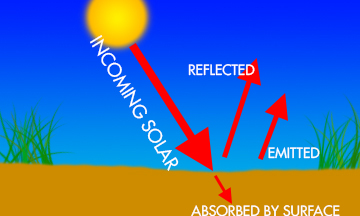 INCOMING SOLAR
REFLECTED
EMITTED
ABSORBED BY SURFACE